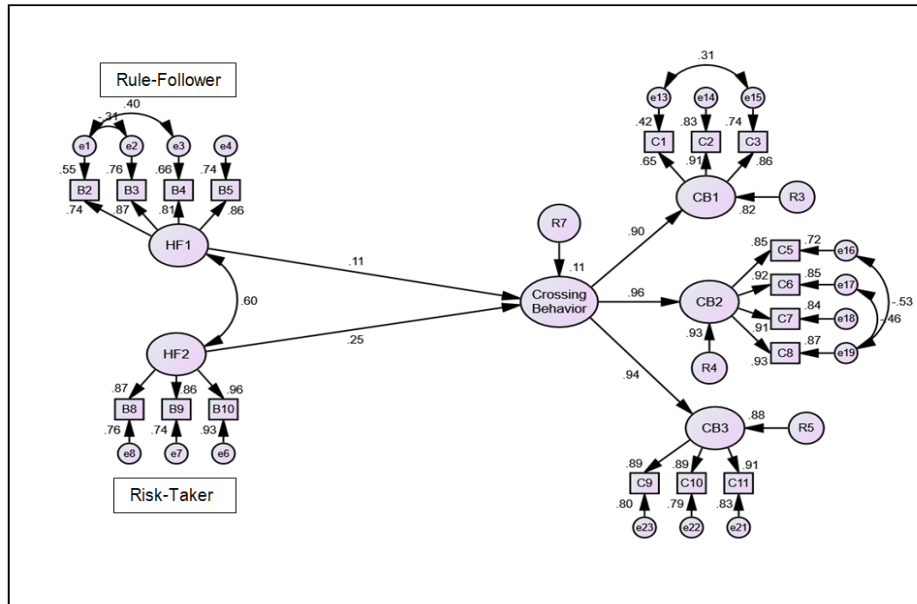 Rule-Follower
.40
-.31
e1 e2 e3 e4
.55 .76 .66 .74
B2 B3 B4 B5
.74 .87 .81 .86
HF1
.11
.60
HF2
.25
.87 .86 .96
B8 B9 B10
.76 .74 .93
e8 e7 e6
Risk-Taker
R7
.11
Crossing
Behavior
.90
.96
.94
.31
e13 e14 e15
.42 .83 .74
C1 C2 C3
.65 .91 .86
CB1
.82
R3
.85 C5 .72 e16
.92 C6 .85 e17
.91 C7 .84 e18
.93 C8 .87 e19
-.53
-.46
CB2
.93
R4
CB3
.88
R5
.89 .89 .91
C9 C10 C11
.80 .79 .83
e23 e22 e21